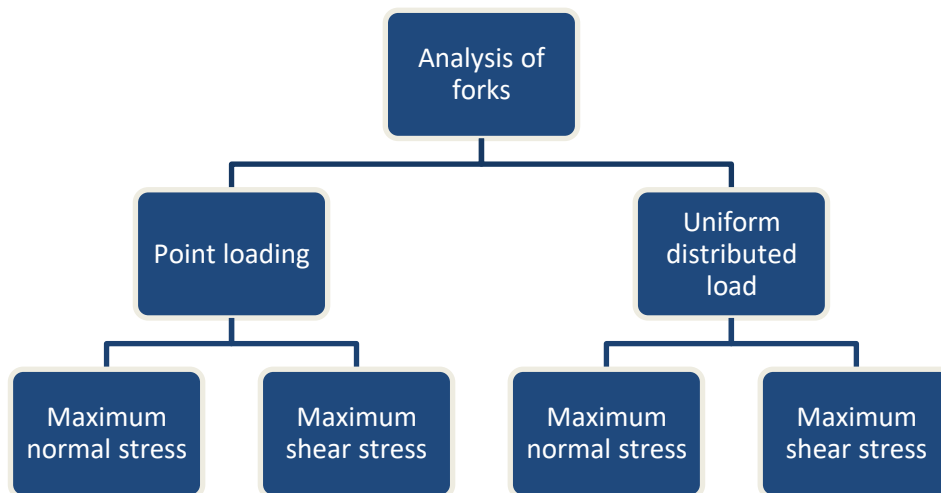 Analysis of
forks
Point loading
Uniform
distributed
load
Maximum
normal stress
Maximum
shear stress
Maximum
normal stress
Maximum
shear stress